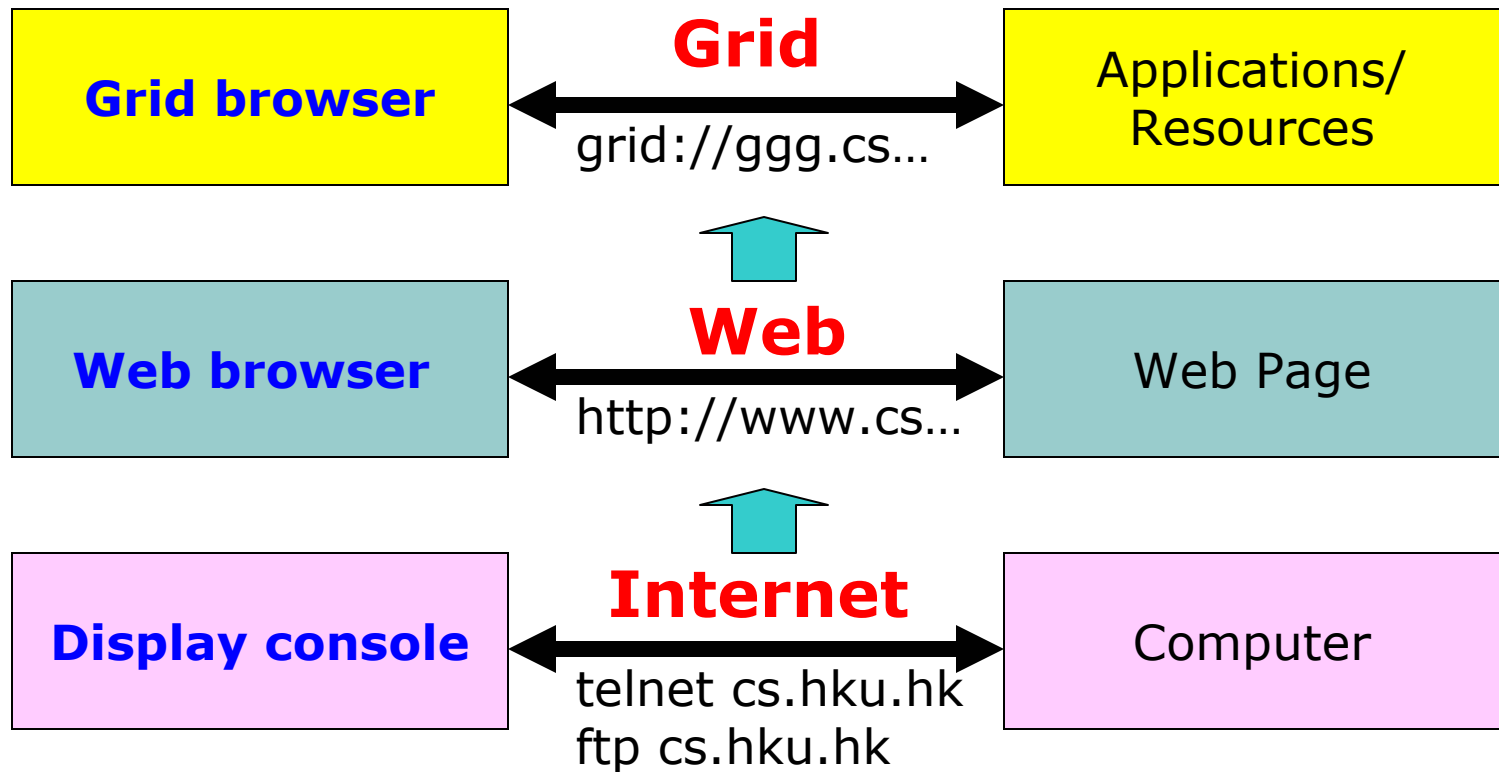 Grid
Grid browser
Applications/
Resources
grid://ggg.cs…
Web
Web browser
Web Page
http://www.cs…
Internet
Display console
Computer
telnet cs.hku.hk
ftp cs.hku.hk